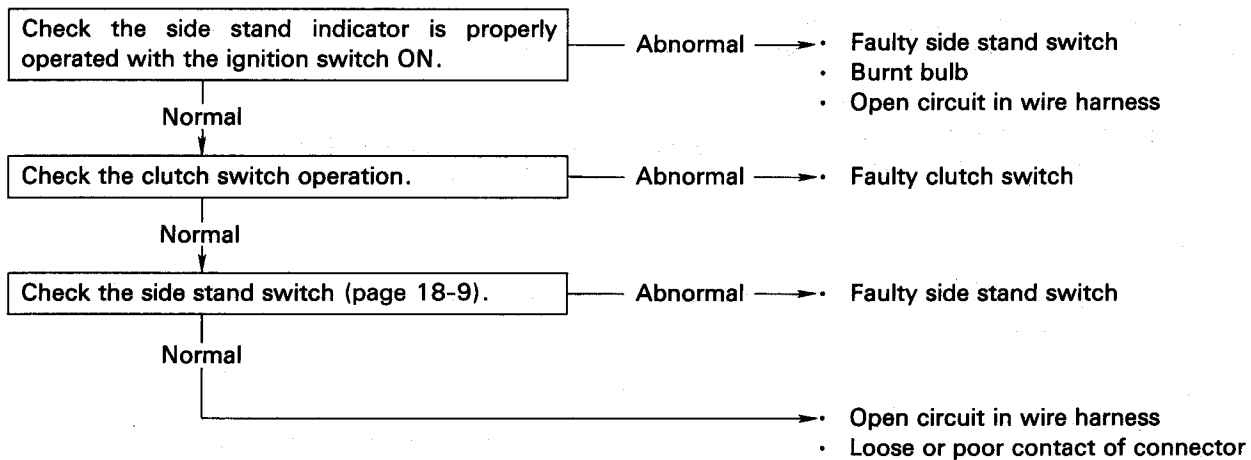 Check the side stand indicator is properly
operated with the ignition switch ON.
Abnormal
· Faulty side stand switch
· Burnt bulb
· Open circuit in wire harness
Normal
Check the clutch switch operation.
Abnormal
· Faulty clutch switch
Normal
Check the side stand switch (page 18-9).
Abnormal
· Faulty side stand switch
Normal
· Open circuit in wire harness
· Loose or poor contact of connector